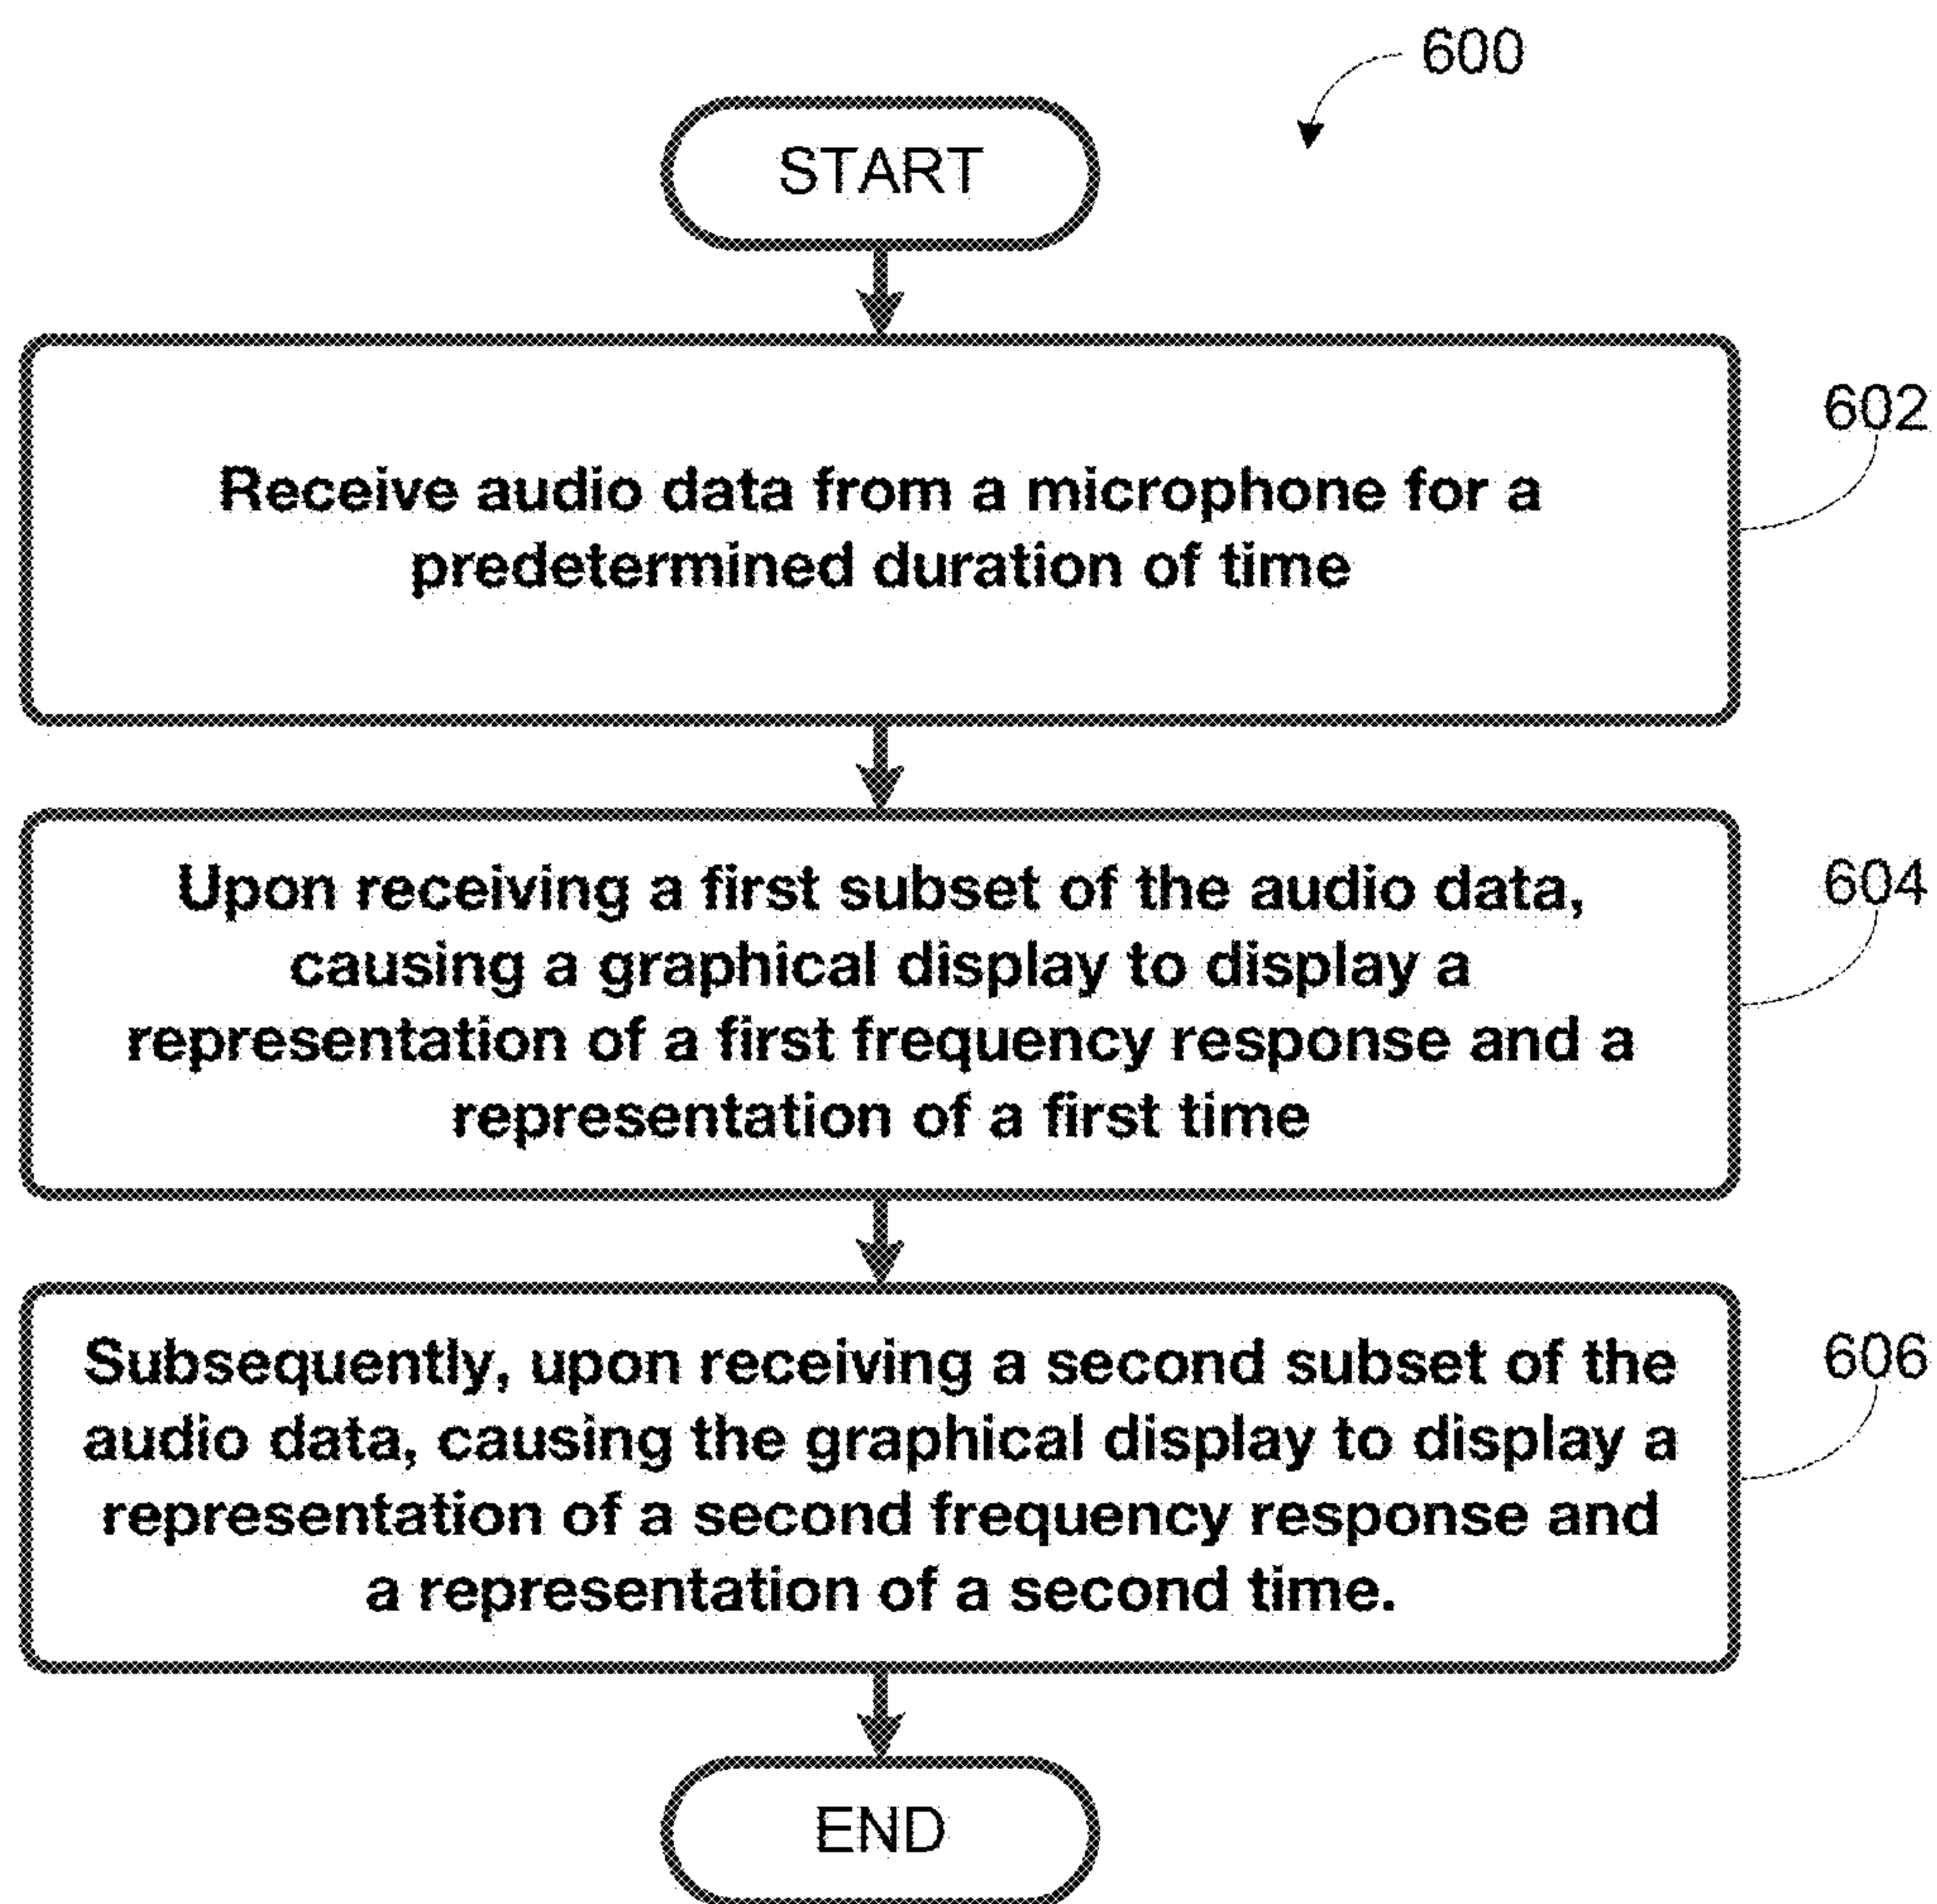 600
START
Receive audio data from a microphone for a
predetermined duration of time
602
Upon receiving a first subset of the audio data,
causing a graphical display to display a
representation of a first frequency response and a
representation of a first time
604
Subsequently, upon receiving a second subset of the
audio data, causing the graphical display to display a
representation of a second frequency response and
a representation of a second time.
606
END